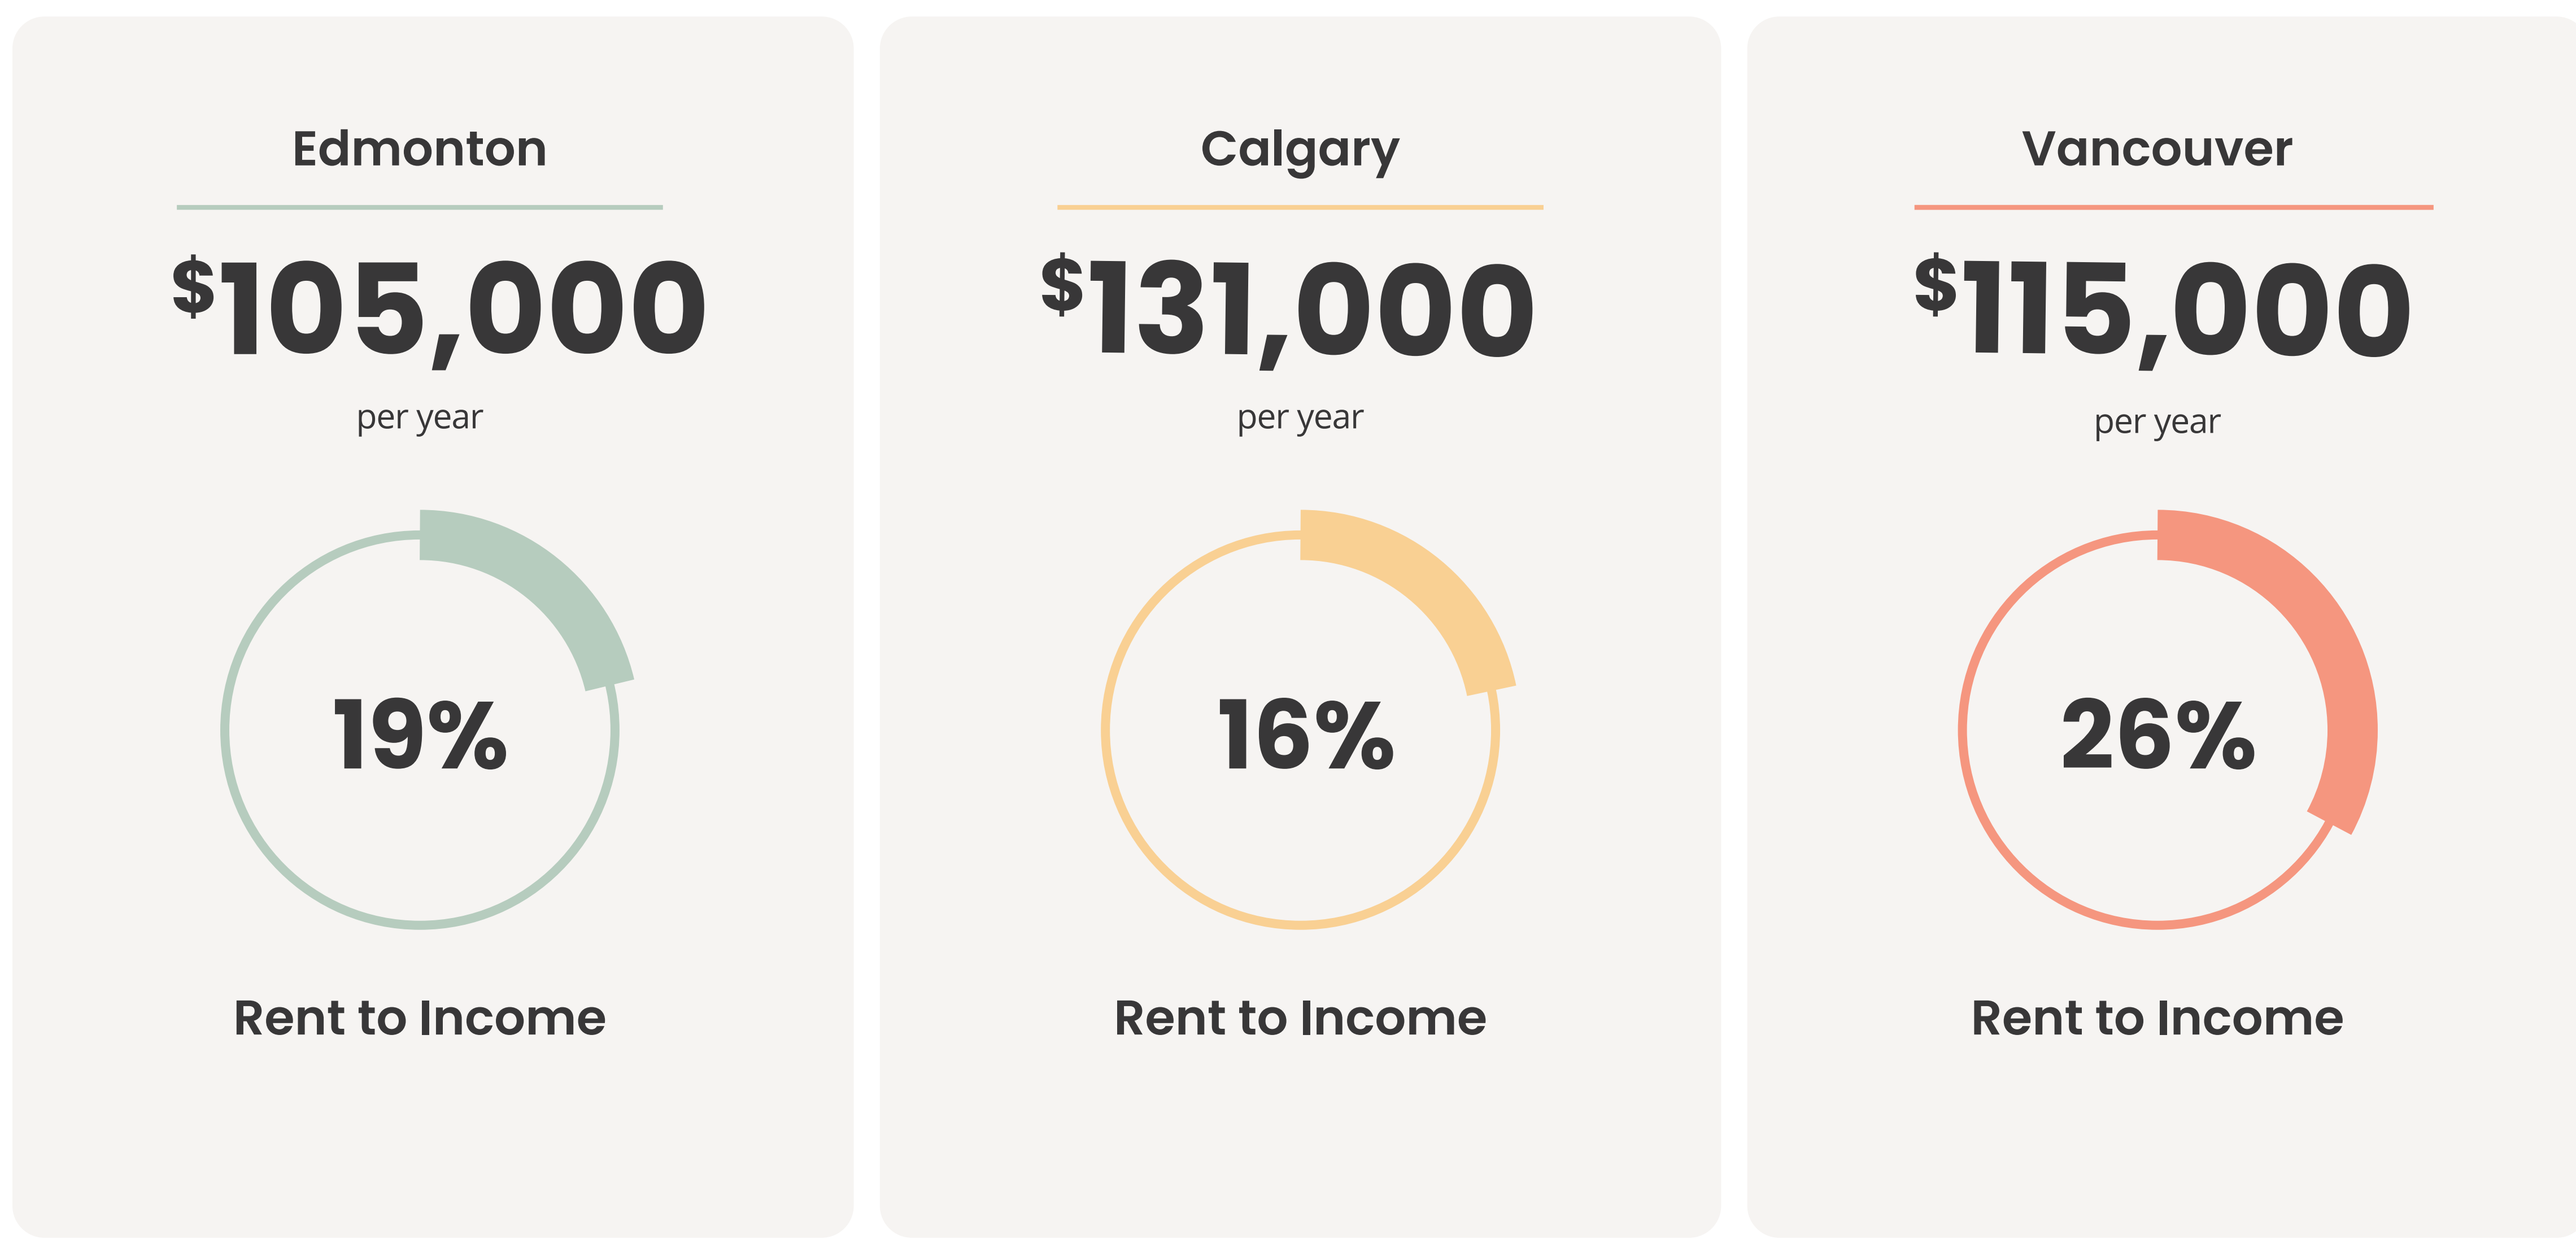 Edmonton
$105,000
per year
19%
Rent to Income
Calgary
$131,000
per year
16%
Rent to Income
Vancouver
$115,000
per year
26%
Rent to Income